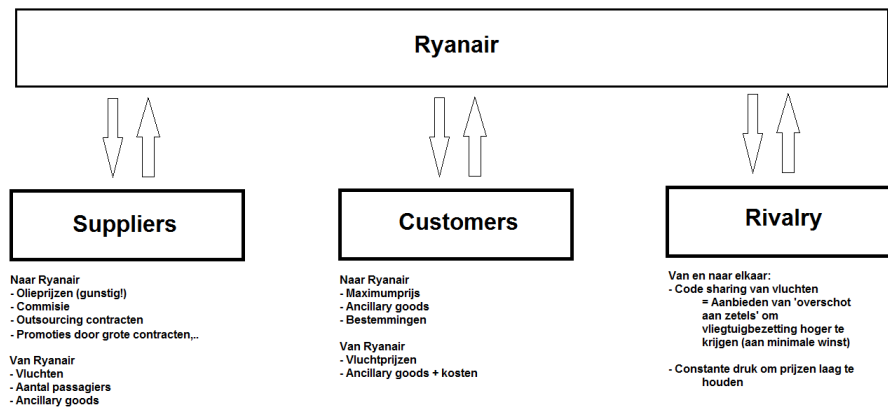 Ryanair
Suppliers
Naar Ryanair
- Olieprijzen (gunstig!)
- Commisie
- Outsourcing contracten
- Promoties door grote contracten,..
Van Ryanair
- Vluchten
- Aantal passagiers
- Ancillary goods
Customers
Naar Ryanair
- Maximumprijs
- Ancillary goods
- Bestemmingen
Van Ryanair
- Vluchtprijzen
- Ancillary goods + kosten
Rivalry
Van en naar elkaar:
- Code sharing van vluchten
= Aanbieden van 'overschot
aan zetels' om
vliegtuigbezetting hoger te
krijgen (aan minimale winst)
- Constante druk om prijzen laag te
houden